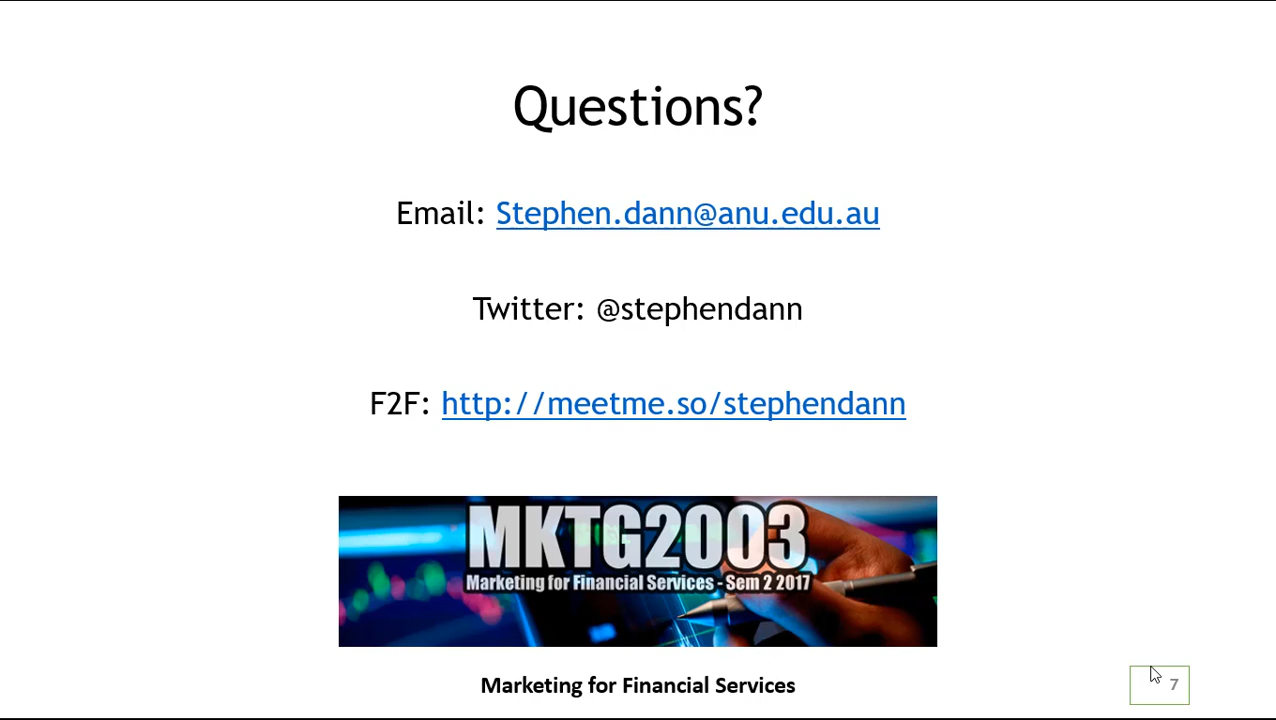 Questions?
Email: Stephen.dann@anu.edu.au
Twitter: @stephendann
F2F: http://meetme.so/stephendann
MKTG2003
Marketing for Financial Services - Sem 2 2017
Marketing for Financial Services
7